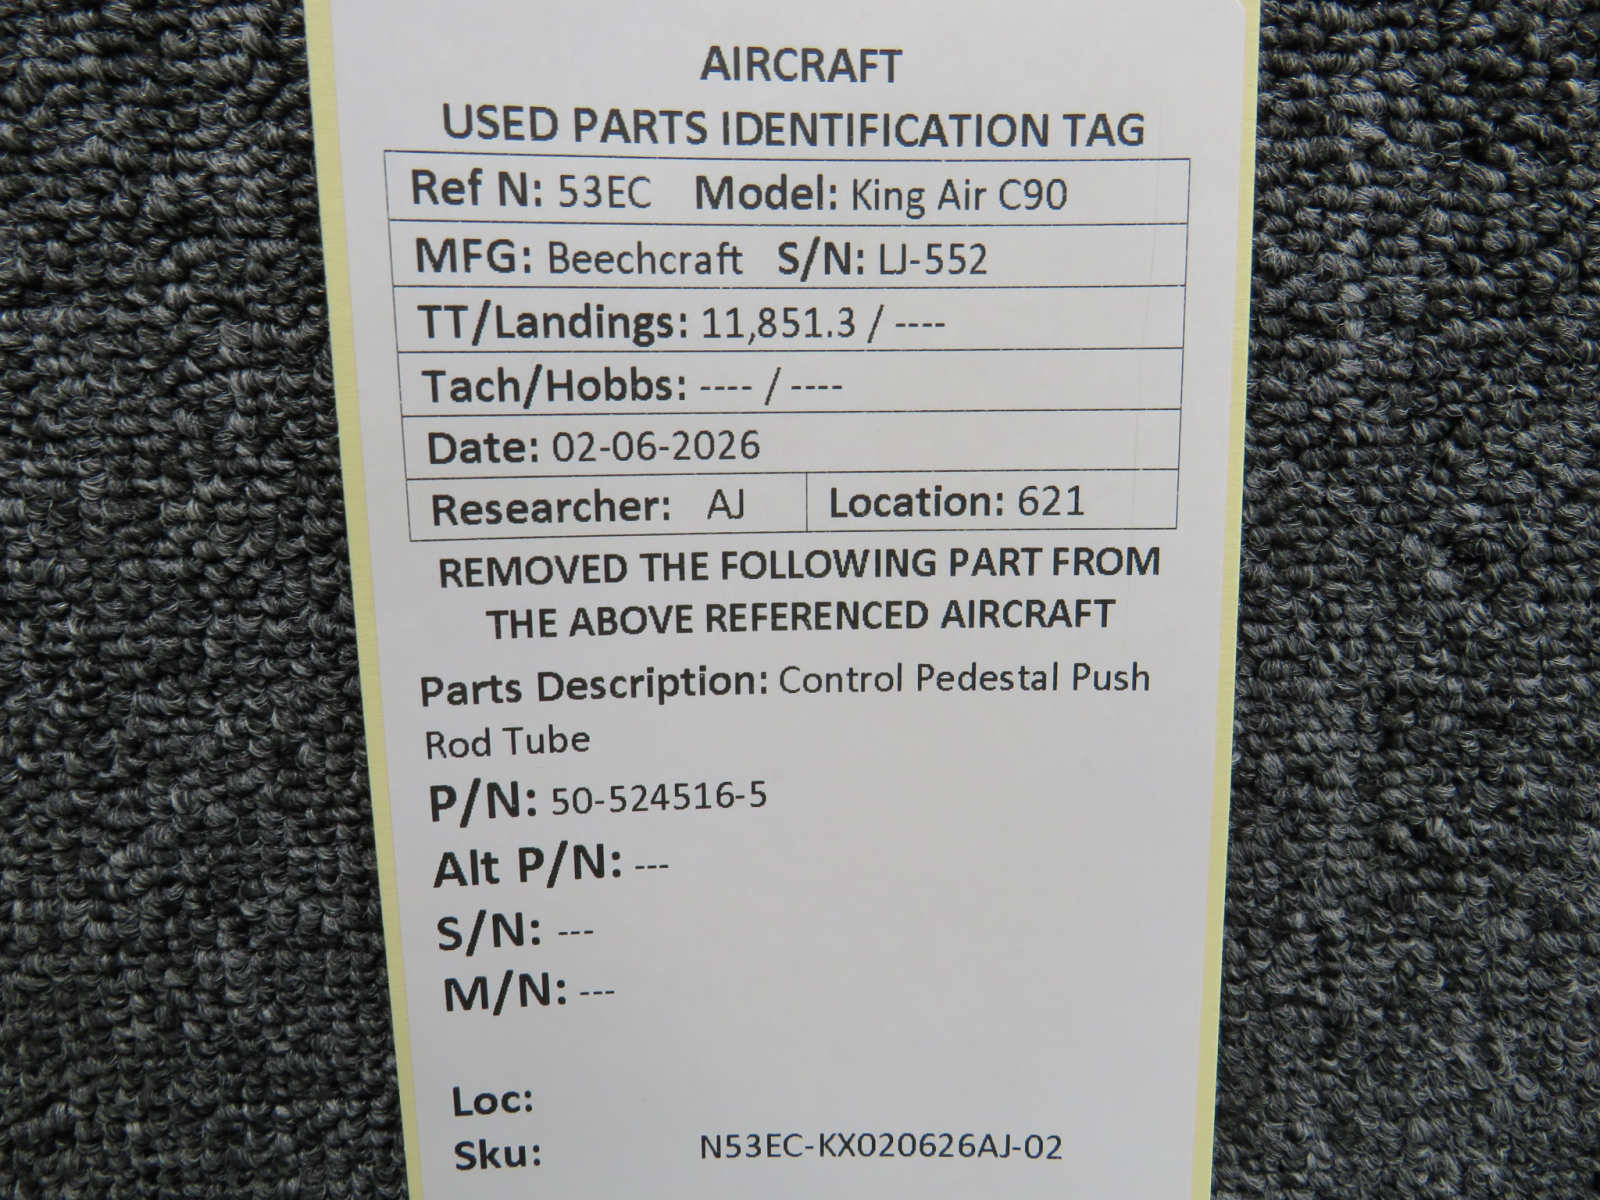 AIRCRAFT
USED PARTS IDENTIFICATION TAG
Ref N: 53EC Model: King Air C90
MFG: Beechcraft S/N: LJ-552
TT/Landings: 11,851.3 / ----
Tach/Hobbs: ---- / ----
Date: 02-06-2026
Researcher: AJ Location: 621
REMOVED THE FOLLOWING PART FROM
THE ABOVE REFERENCED AIRCRAFT
Parts Description: Control Pedestal Push
Rod Tube
P/N: 50-524516-5
Alt P/N: ---
S/N: ---
M/N: ---
Loc:
Sku: N53EC-KX020626AJ-02